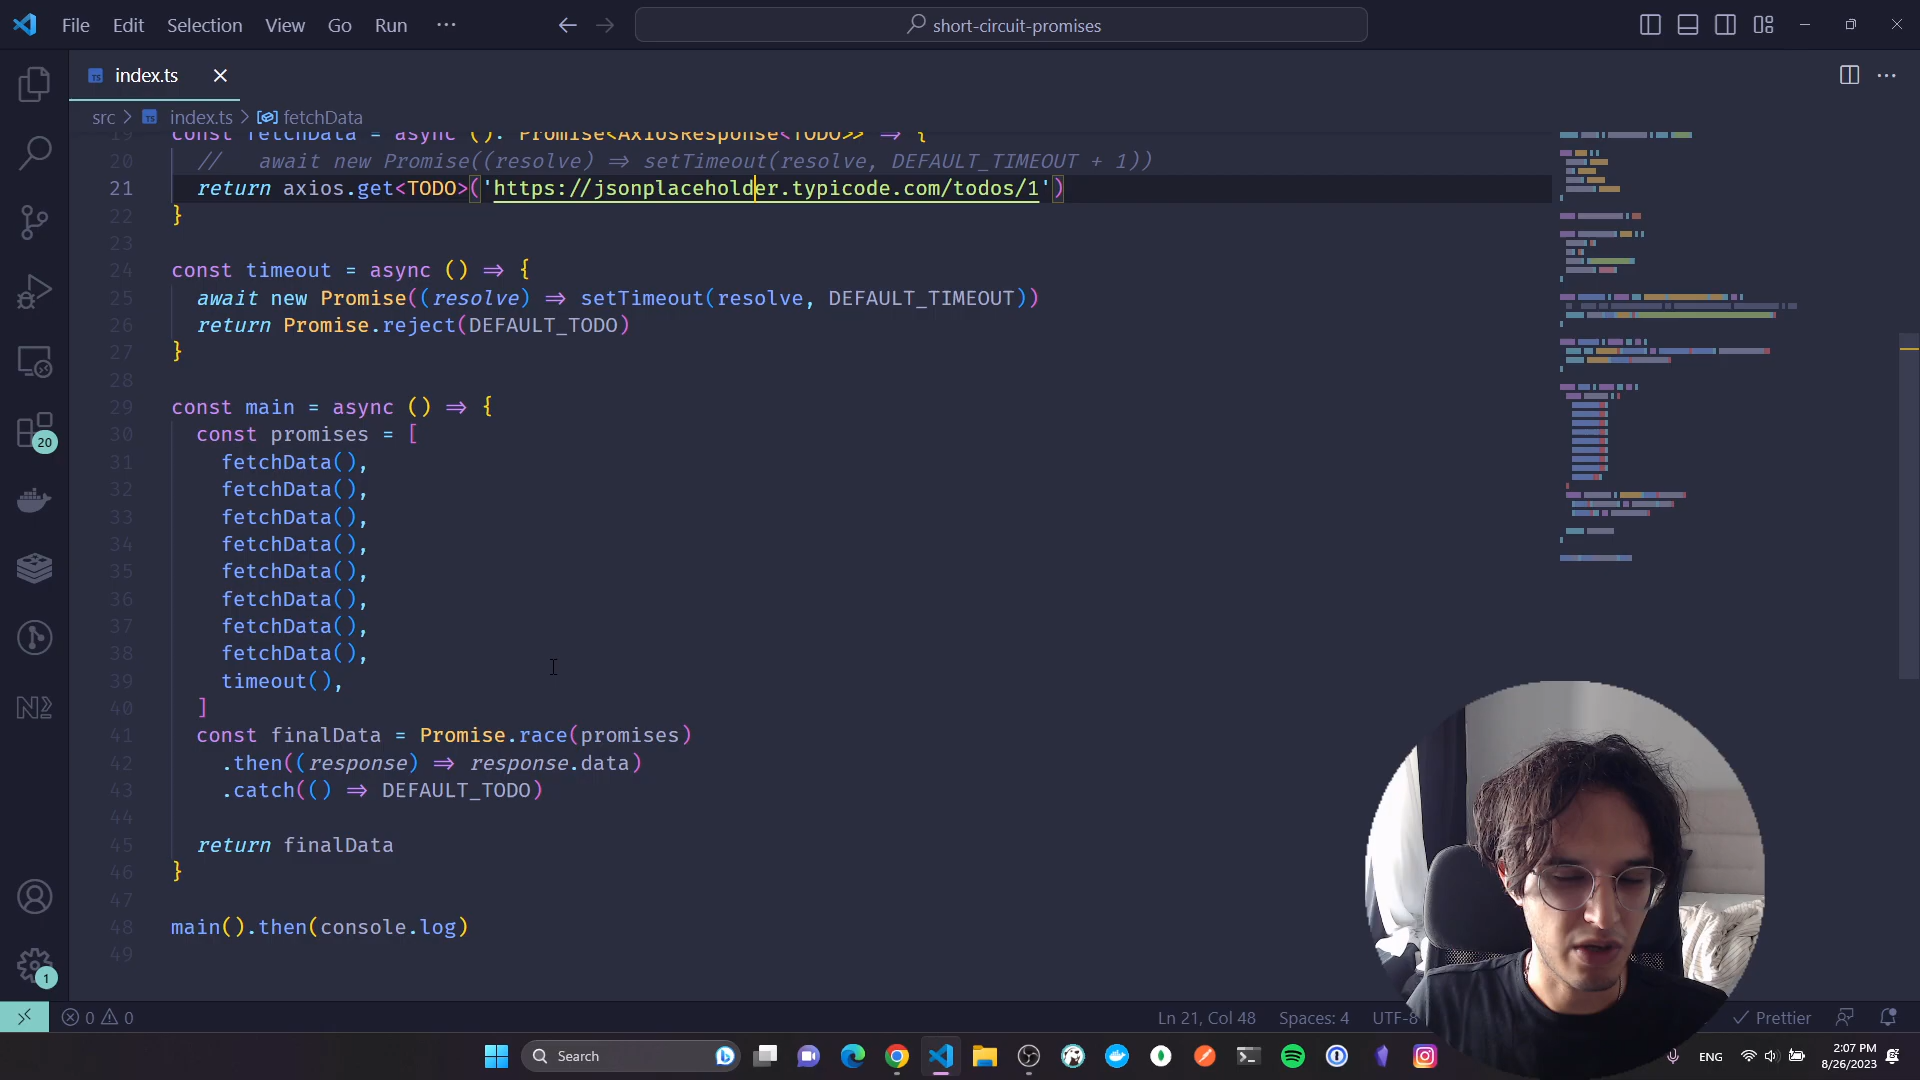 File Edit Selection View Go Run ···
short-circuit-promises
TS index.ts
src > TS index.ts > fetchData
19 const fetchData = async (): Promise<AxiosResponse<TODO>> => {
20 //   await new Promise((resolve) => setTimeout(resolve, DEFAULT_TIMEOUT + 1))
21 return axios.get<TODO>('https://jsonplaceholder.typicode.com/todos/1')
22 }
23
24 const timeout = async () => {
25 await new Promise((resolve) => setTimeout(resolve, DEFAULT_TIMEOUT))
26 return Promise.reject(DEFAULT_TODO)
27 }
28
29 const main = async () => {
30 const promises = [
31 fetchData(),
32 fetchData(),
33 fetchData(),
34 fetchData(),
35 fetchData(),
36 fetchData(),
37 fetchData(),
38 fetchData(),
39 timeout(),
40 ]
41 const finalData = Promise.race(promises)
42 .then((response) => response.data)
43 .catch(() => DEFAULT_TODO)
44
45 return finalData
46 }
47
48 main().then(console.log)
49
20
1
0 0 Ln 21, Col 48 Spaces: 4 UTF-8 Prettier
Search ENG 2:07 PM
8/26/2023